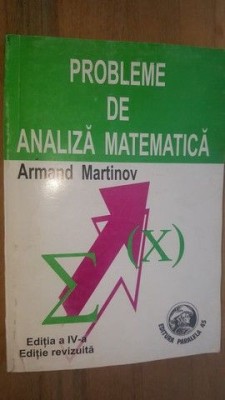 PROBLEME
DE
ANALIZĂ MATEMATICĂ
Armand Martinov
Σ (X)
Ediția a IV-a
Ediție revizuită
EDITURA PARALELA 45